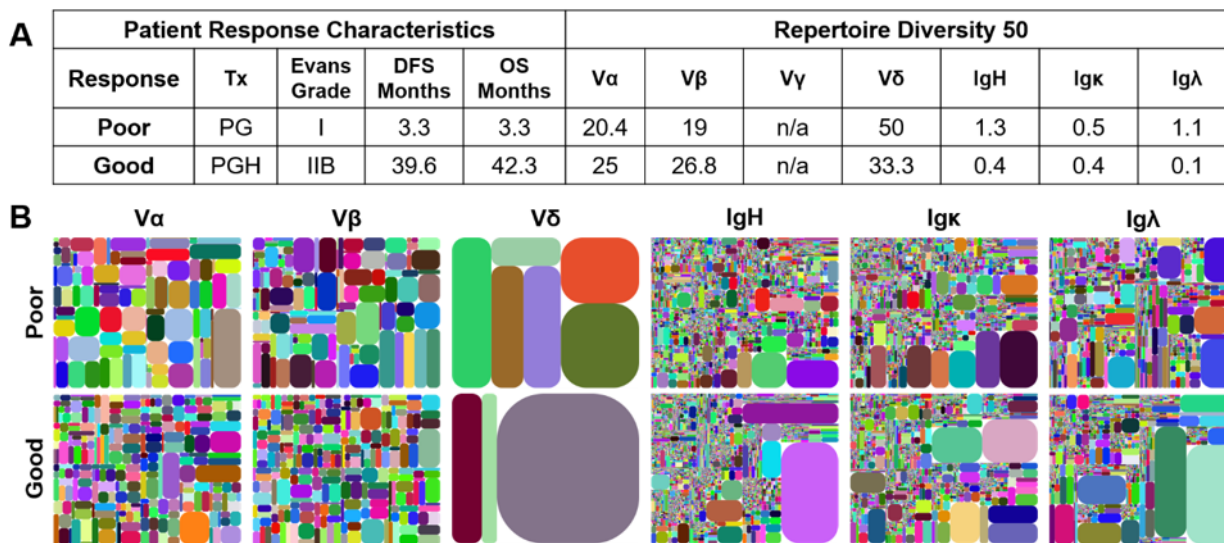 A
Patient Response Characteristics Repertoire Diversity 50
Response Tx Evans Grade DFS Months OS Months Vα Vβ Vγ Vδ IgH Igκ Igλ
Poor PG I 3.3 3.3 20.4 19 n/a 50 1.3 0.5 1.1
Good PGH IIB 39.6 42.3 25 26.8 n/a 33.3 0.4 0.4 0.1
B
Vα Vβ Vδ IgH Igκ Igλ
Poor
Good